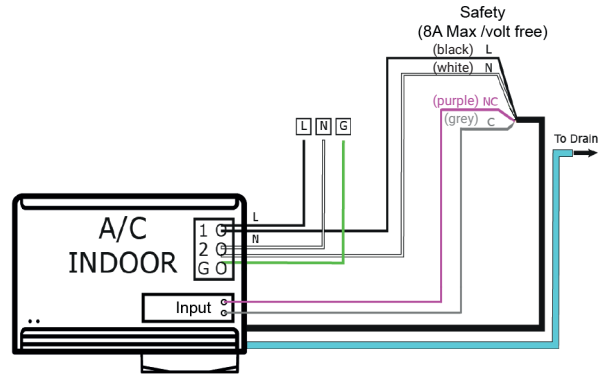 Safety
(8A Max /volt free)
(black) L
(white) N
(purple) NC
(grey) C
L N G
To Drain
A/C
INDOOR
L
1
N
2
G
Input